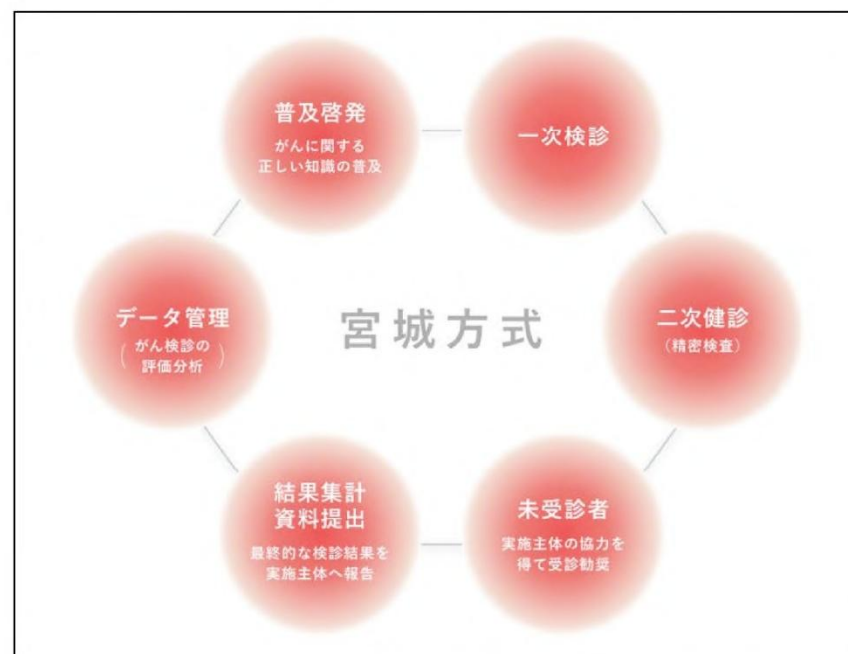 普及啓発
がんに関する
正しい知識の普及
一次検診
二次健診
（精密検査）
未受診者
実施主体の協力を
得て受診勧奨
結果集計
資料提出
最終的な検診結果を
実施主体へ報告
データ管理
（がん検診の
評価分析）
宮城方式